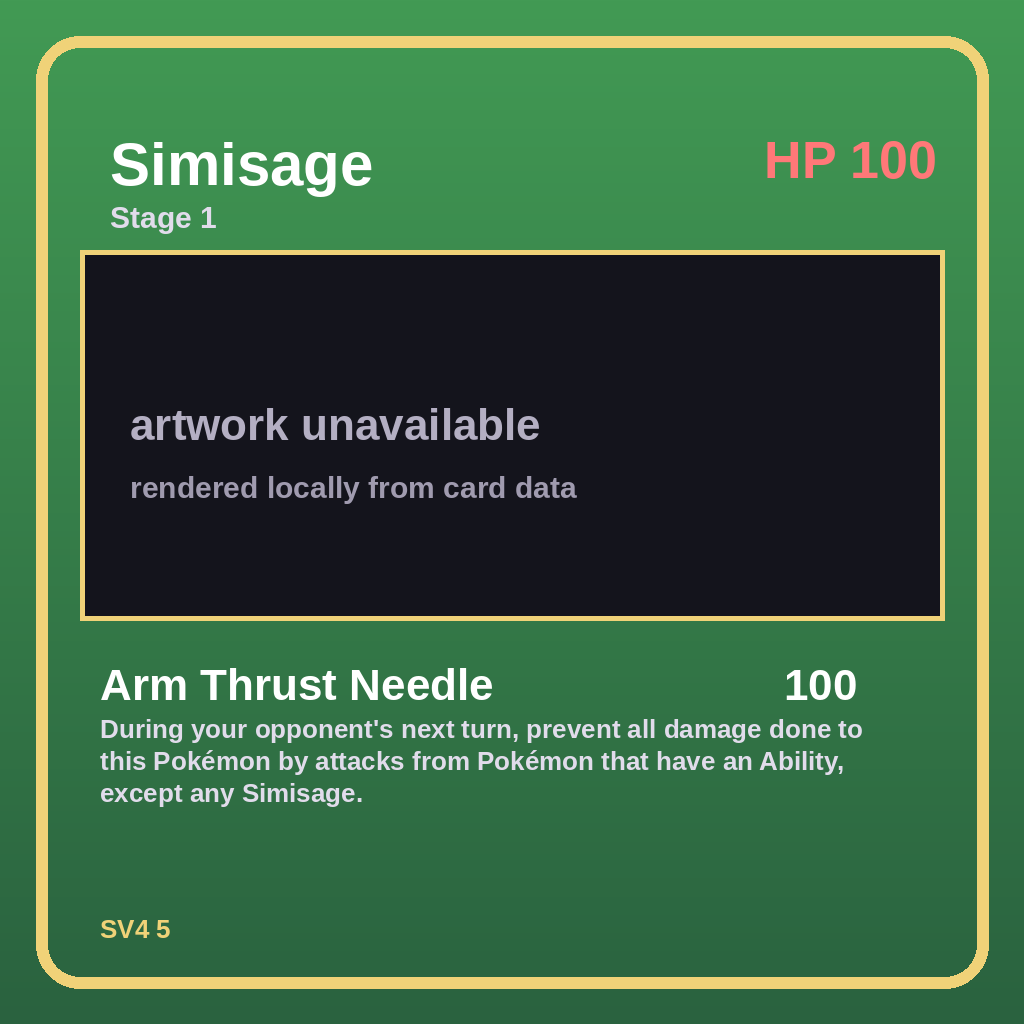 Simisage
HP 100
Stage 1
artwork unavailable
rendered locally from card data
Arm Thrust Needle
100
During your opponent's next turn, prevent all damage done to
this Pokémon by attacks from Pokémon that have an Ability,
except any Simisage.
SV4 5